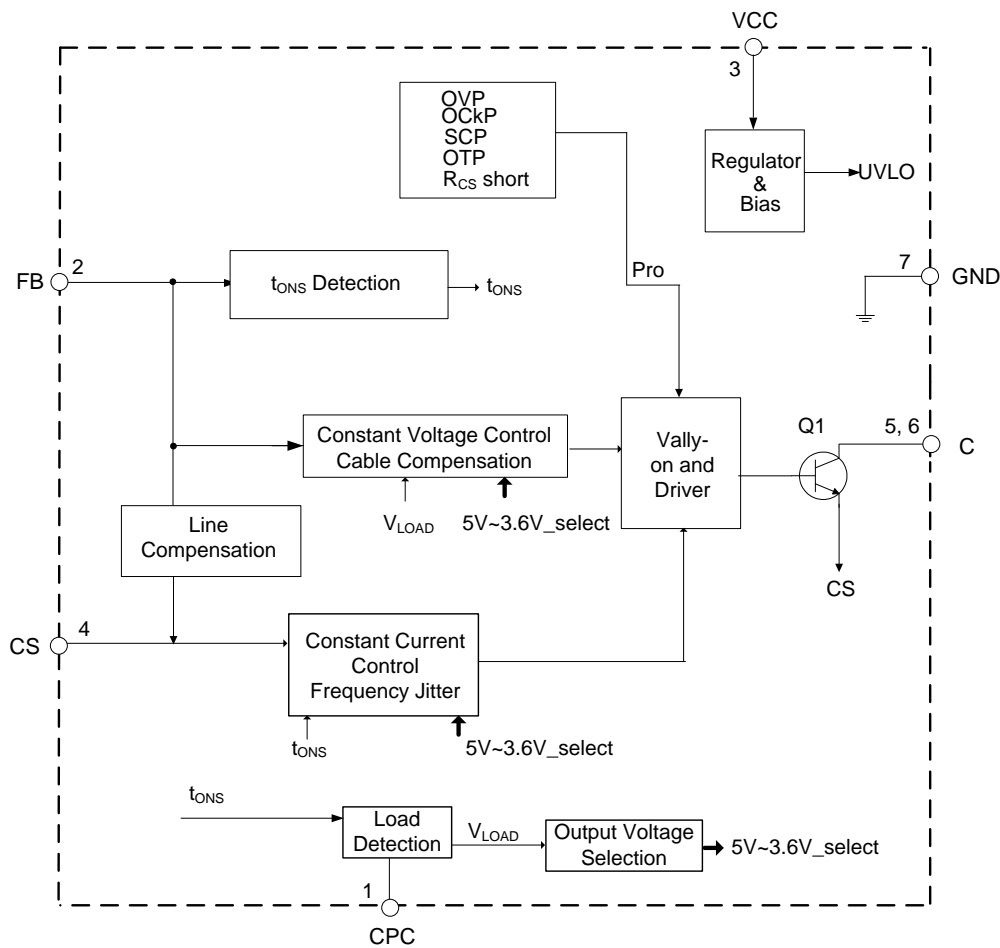 VCC
3
OVP
OCkP
SCP
OTP
RCS short
Regulator
&
Bias
UVLO
FB
2
tONS Detection
tONS
Pro
7
GND
Constant Voltage Control
Cable Compensation
VLOAD
5V~3.6V_select
Vally-
on and
Driver
Q1
5, 6
C
CS
Line
Compensation
CS
4
Constant Current
Control
Frequency Jitter
tONS
5V~3.6V_select
tONS
Load
Detection
VLOAD
Output Voltage
Selection
5V~3.6V_select
1
CPC